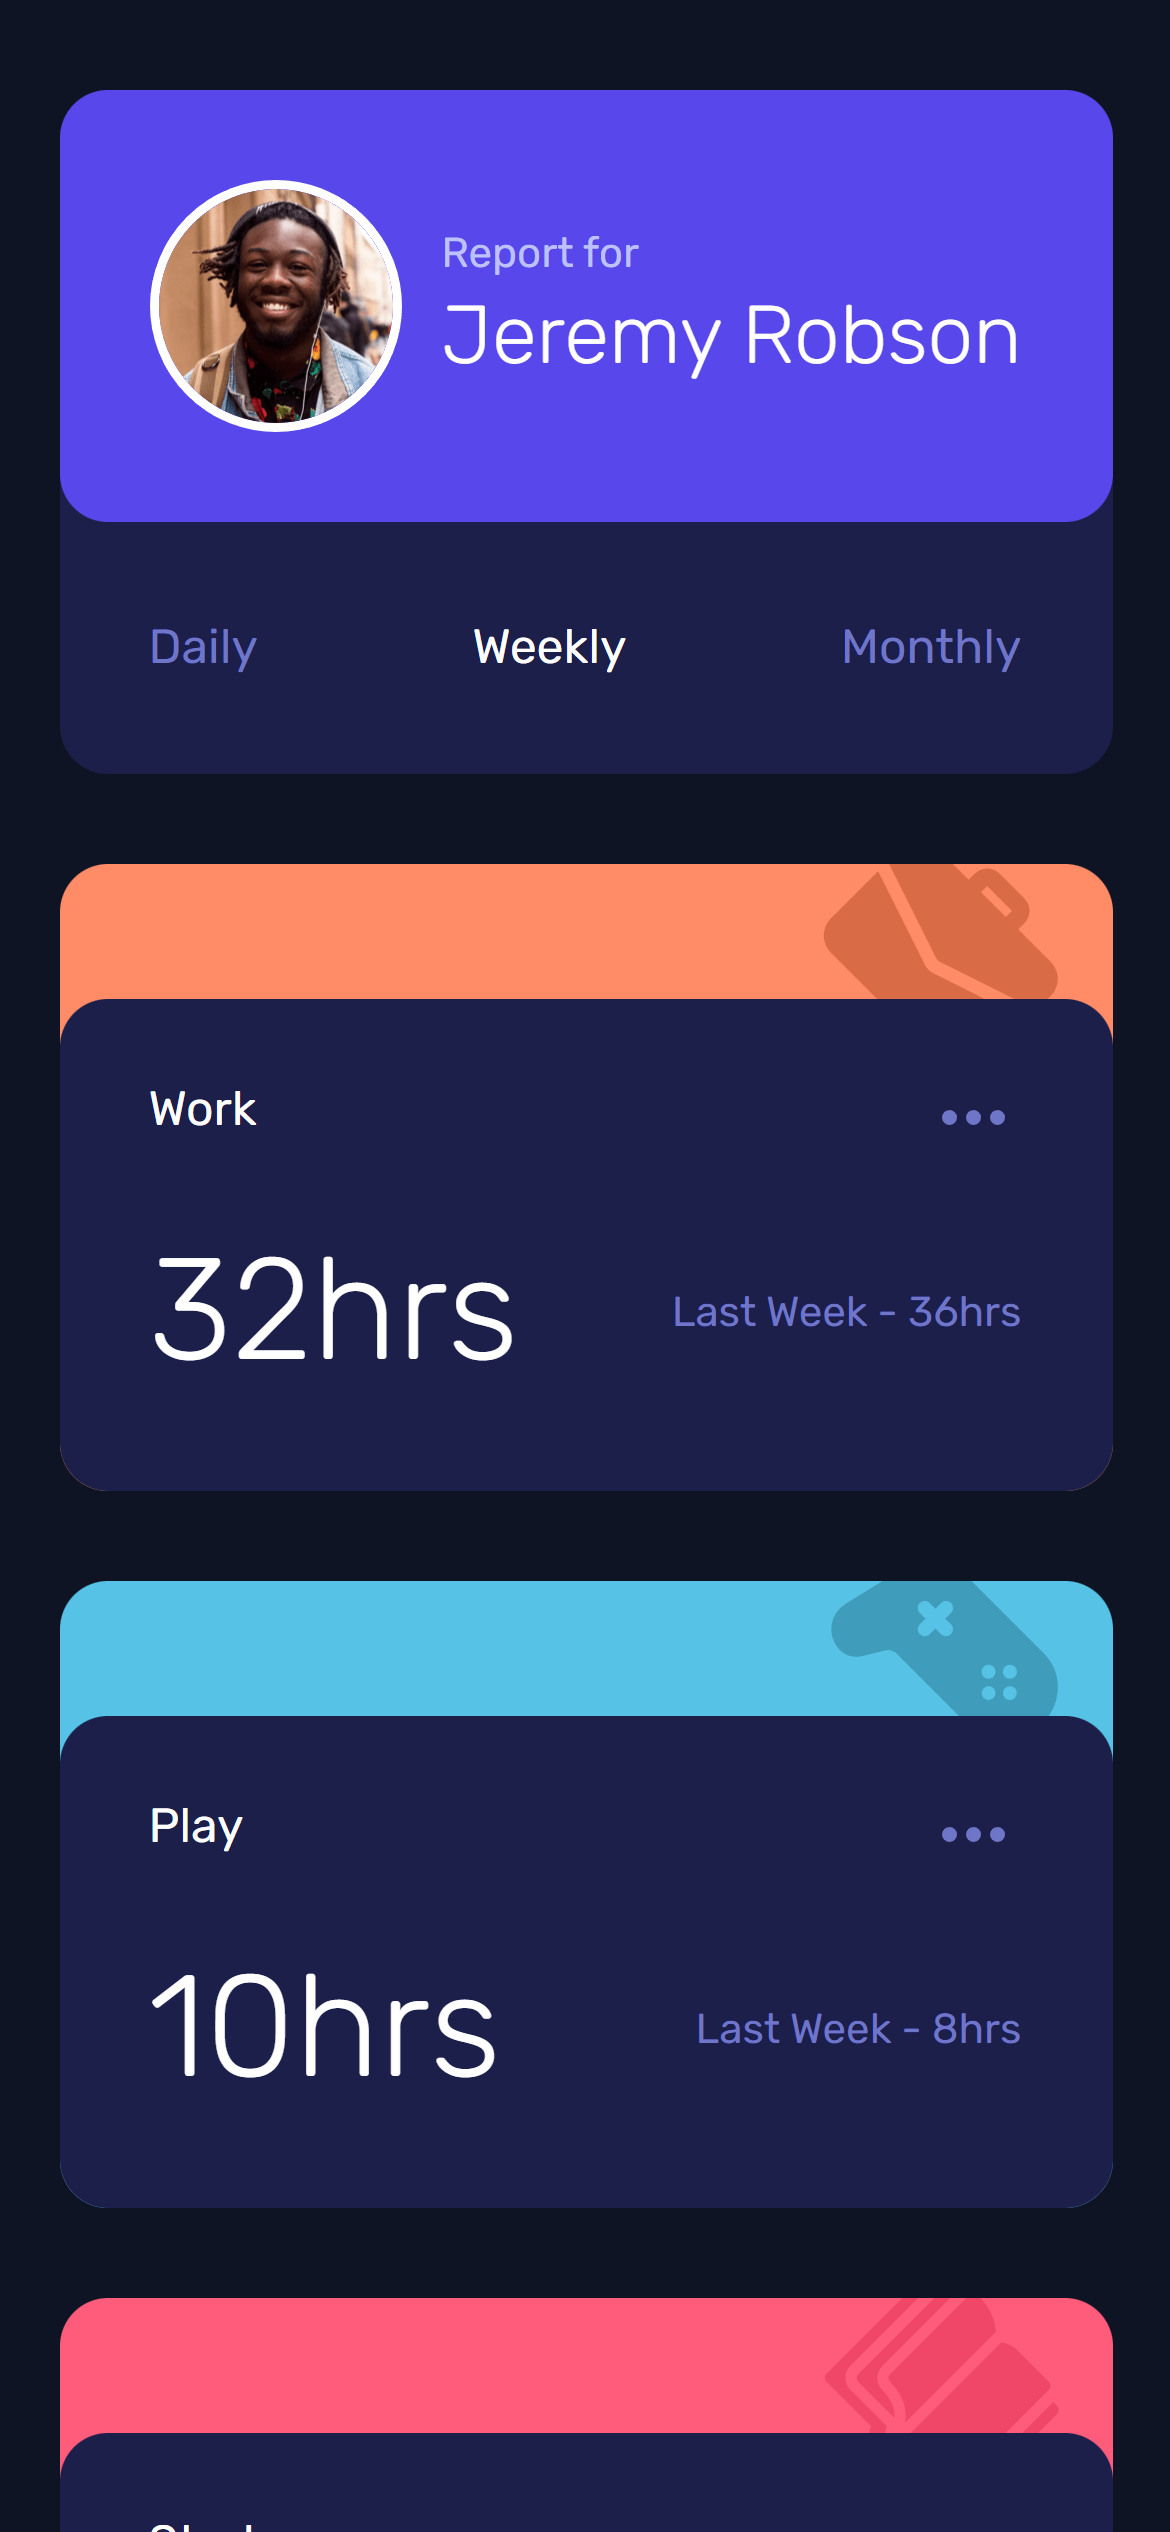 Report for
Jeremy Robson
Daily Weekly Monthly
Work
32hrs
Last Week - 36hrs
Play
10hrs
Last Week - 8hrs